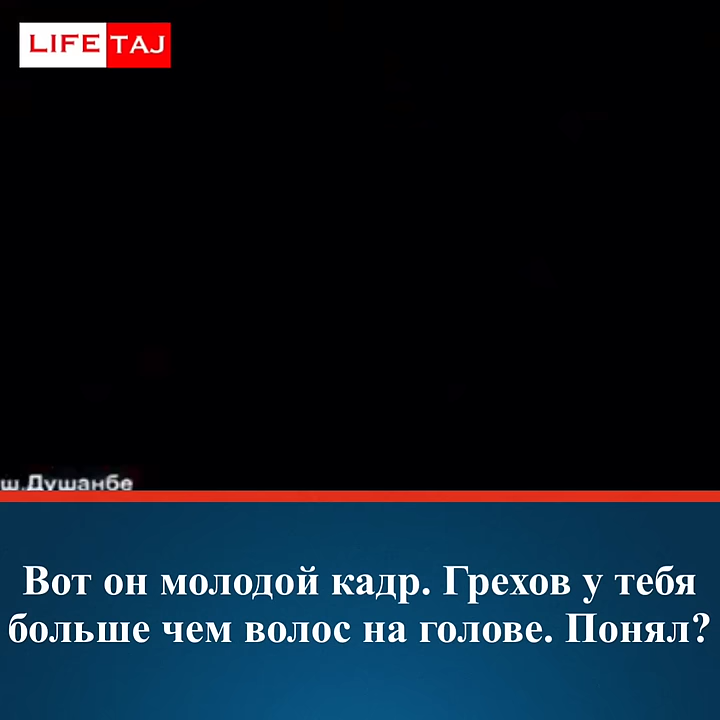 LIFE TAJ
ш.Душанбе
Вот он молодой кадр. Грехов у тебя
больше чем волос на голове. Понял?